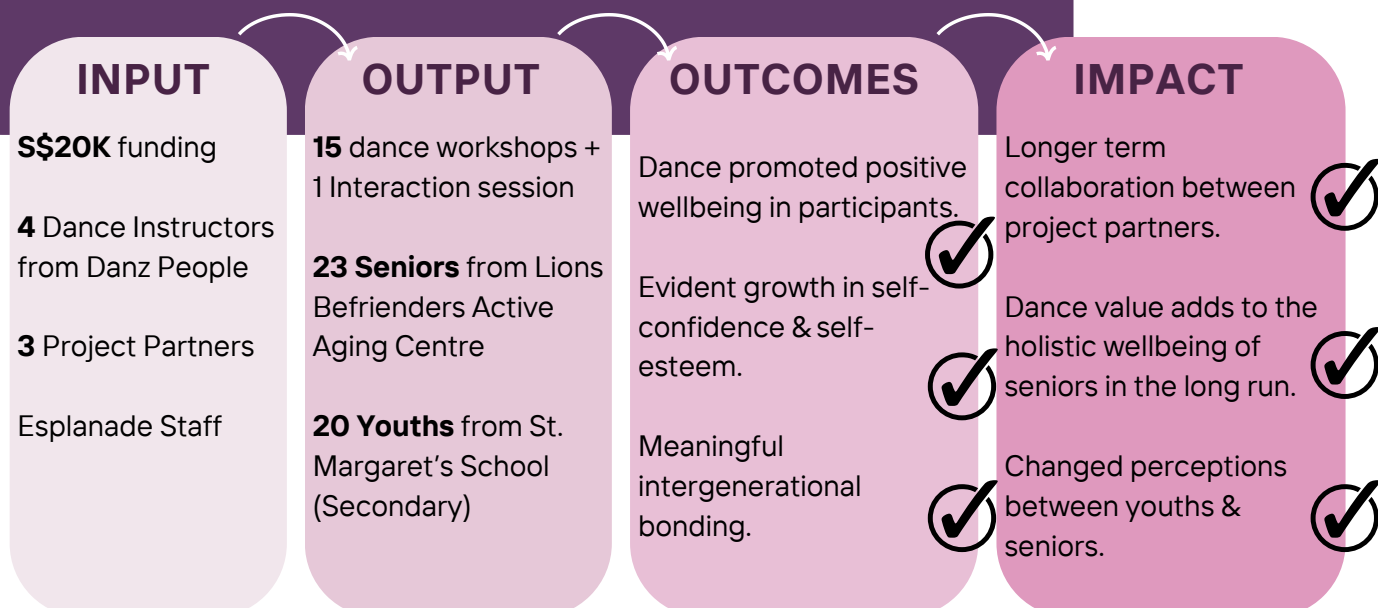 INPUT
S$20K funding
4 Dance Instructors
from Danz People
3 Project Partners
Esplanade Staff
OUTPUT
15 dance workshops +
1 Interaction session
23 Seniors from Lions
Befrienders Active
Aging Centre
20 Youths from St.
Margaret's School
(Secondary)
OUTCOMES
Dance promoted positive
wellbeing in participants.
Evident growth in self-
confidence & self-
esteem.
Meaningful
intergenerational
bonding.
IMPACT
Longer term
collaboration between
project partners.
Dance value adds to the
holistic wellbeing of
seniors in the long run.
Changed perceptions
between youths &
seniors.